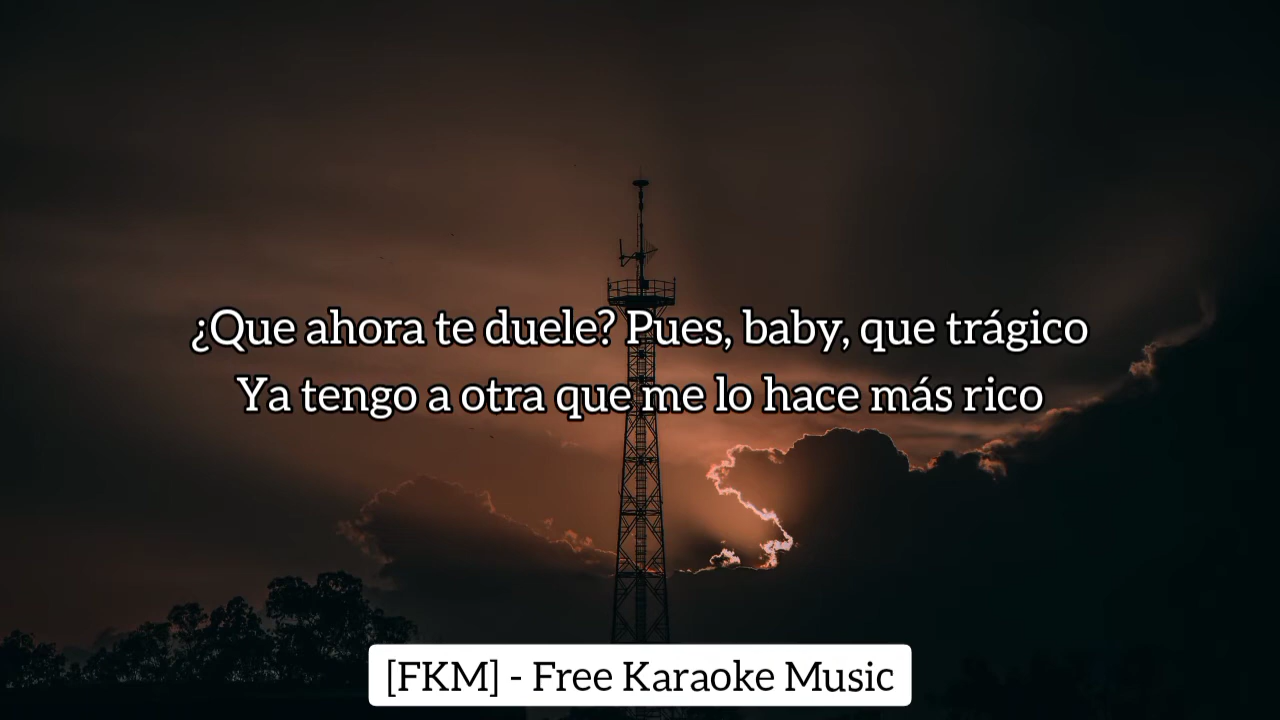 ¿Que ahora te duele? Pues, baby, que trágico
Ya tengo a otra que me lo hace más rico
[FKM] - Free Karaoke Music